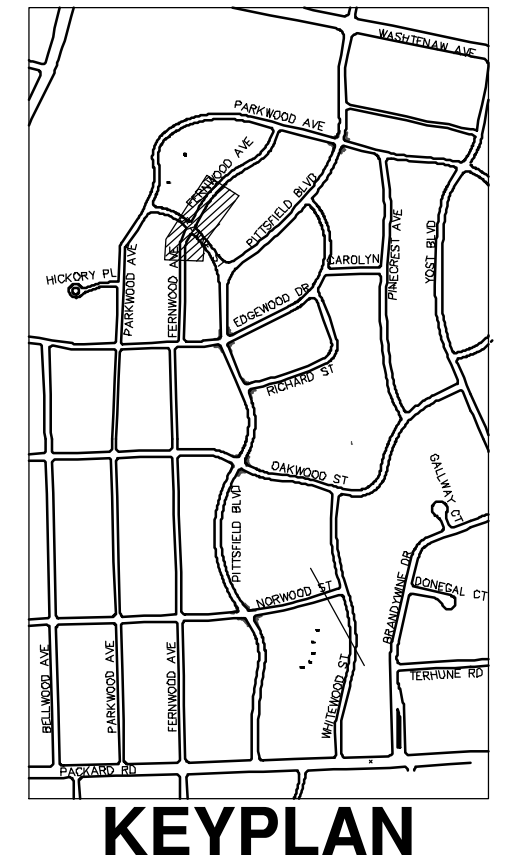 WASHTENAW AVE
PARKWOOD AVE
FERNWOOD AVE
PITTSFIELD BLVD
PINECREST AVE
YOST BLVD
CAROLYN
HICKORY PL
PARKWOOD AVE
FERNWOOD AVE
EDGEWOOD DR
RICHARD ST
OAKWOOD ST
GALLWAY CT
PITTSFIELD BLVD
BRANDYWINE DR
DONEGAL CT
NORWOOD ST
WHITEWOOD ST
TERHUNE RD
BELLWOOD AVE
PARKWOOD AVE
FERNWOOD AVE
PACKARD RD
KEYPLAN